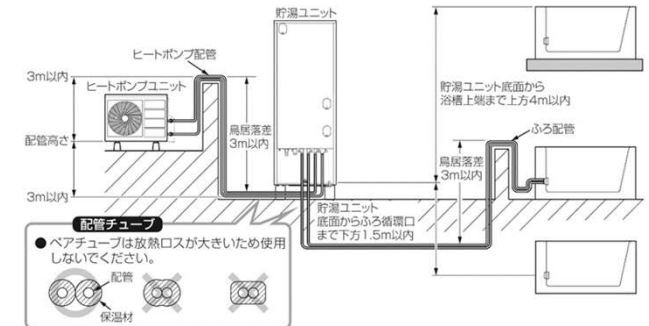 貯湯ユニット
ヒートポンプ配管
3m以内
ヒートポンプユニット
配管高さ
3m以内
鳥居落差
3m以内
貯湯ユニット底面から
浴槽上端まで上方4m以内
ふろ配管
鳥居落差
3m以内
貯湯ユニット
底面からふろ循環口
まで下方1.5m以内
配管チューブ
● ペアチューブは放熱ロスが大きいため使用
しないでください。
配管
保温材